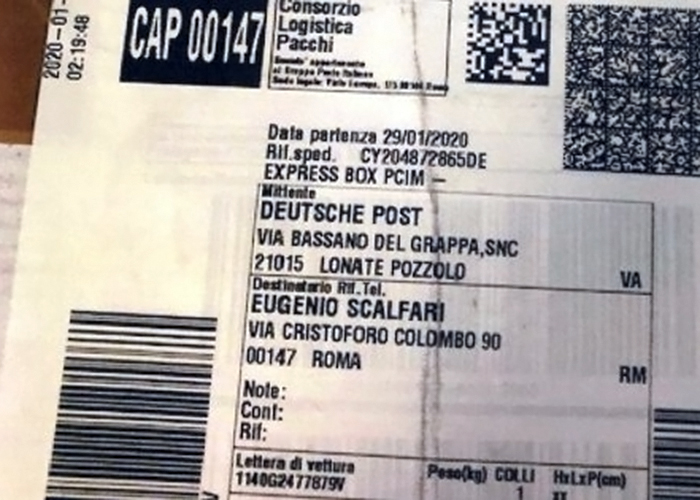 2020-01-
02:19:48
CAP 00147
Consorzio
Logistica
Pacchi
Data partenza 29/01/2020
Rif.sped. CY204872865DE
EXPRESS BOX PCIM –
Mittente
DEUTSCHE POST
VIA BASSANO DEL GRAPPA,SNC
21015 LONATE POZZOLO VA
Destinatario Rif.Tel.
EUGENIO SCALFARI
VIA CRISTOFORO COLOMBO 90
00147 ROMA
RM
Note:
Cont:
Rif:
Lettera di vettura Peso(kg) COLLI HxLxP(cm)
1140G2477879V 1